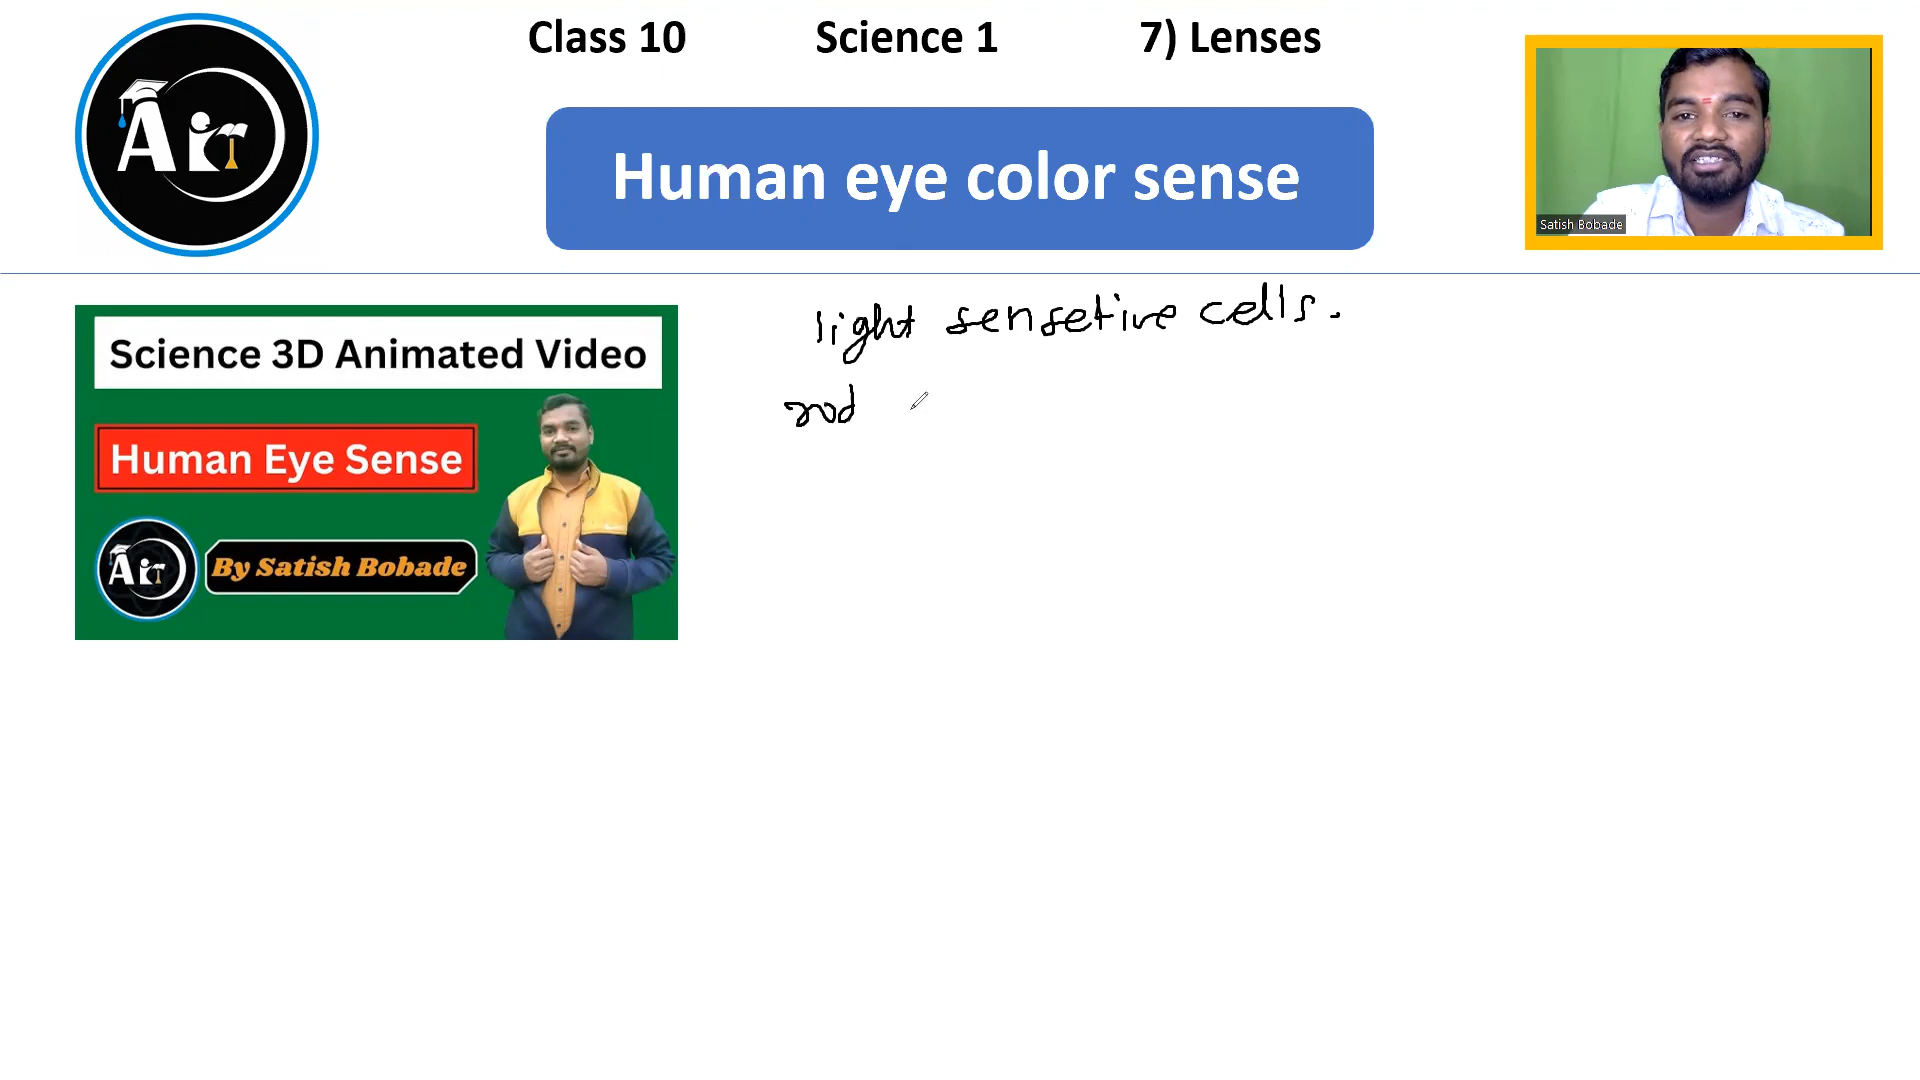 Class 10 Science 1 7) Lenses
Human eye color sense
Satish Bobade
light sensetive cells.
rod
Science 3D Animated Video
Human Eye Sense
By Satish Bobade